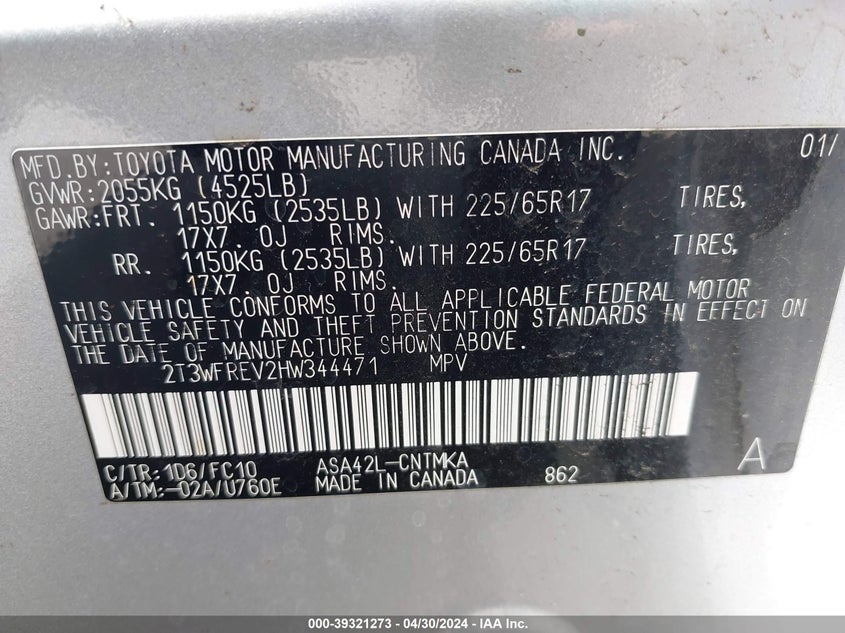 MFD.BY:TOYOTA MOTOR MANUFACTURING CANADA INC. 01/
GVWR:2055KG (4525LB)
GAWR:FRT. 1150KG (2535LB) WITH 225/65R17 TIRES,
17X7. 0J RIMS.
RR. 1150KG (2535LB) WITH 225/65R17 TIRES,
17X7. 0J RIMS.
THIS VEHICLE CONFORMS TO ALL APPLICABLE FEDERAL MOTOR
VEHICLE SAFETY AND THEFT PREVENTION STANDARDS IN EFFECT ON
THE DATE OF MANUFACTURE SHOWN ABOVE.
2T3WFREV2HW344471 MPV
C/TR:1D6/FC10 ASA42L-CNTMKA A
A/TM:-02A/U760E MADE IN CANADA 862
000-39321273 - 04/30/2024 - IAA Inc.